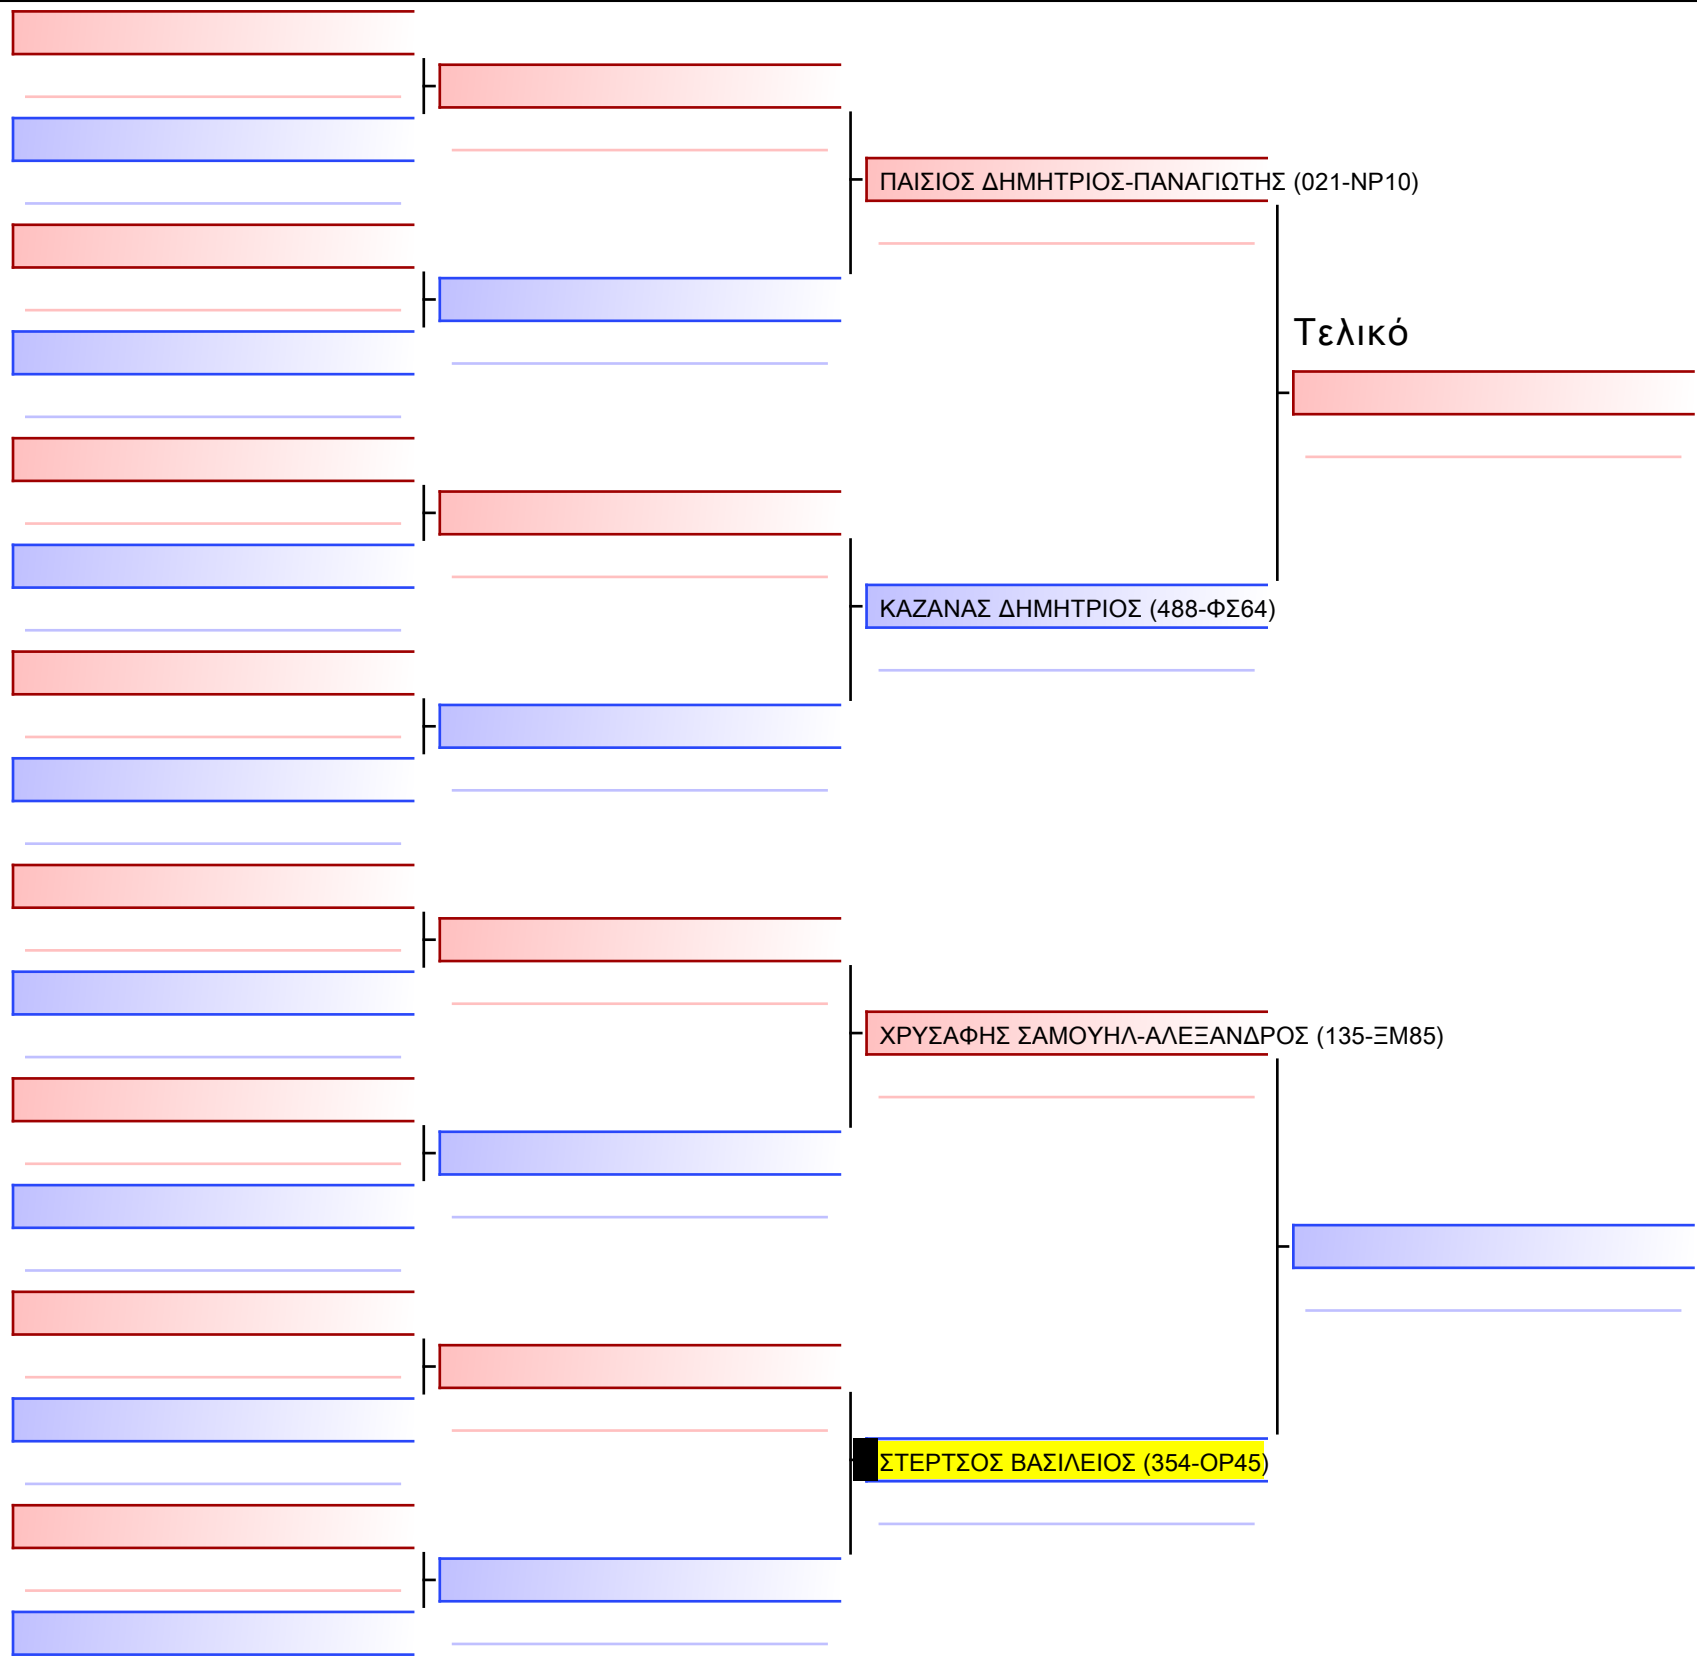 ΠΑΙΣΙΟΣ ΔΗΜΗΤΡΙΟΣ-ΠΑΝΑΓΙΩΤΗΣ (021-ΝΡ10)
Τελικό
ΚΑΖΑΝΑΣ ΔΗΜΗΤΡΙΟΣ (488-ΦΣ64)
ΧΡΥΣΑΦΗΣ ΣΑΜΟΥΗΛ-ΑΛΕΞΑΝΔΡΟΣ (135-ΞΜ85)
ΣΤΕΡΤΣΟΣ ΒΑΣΙΛΕΙΟΣ (354-ΟΡ45)